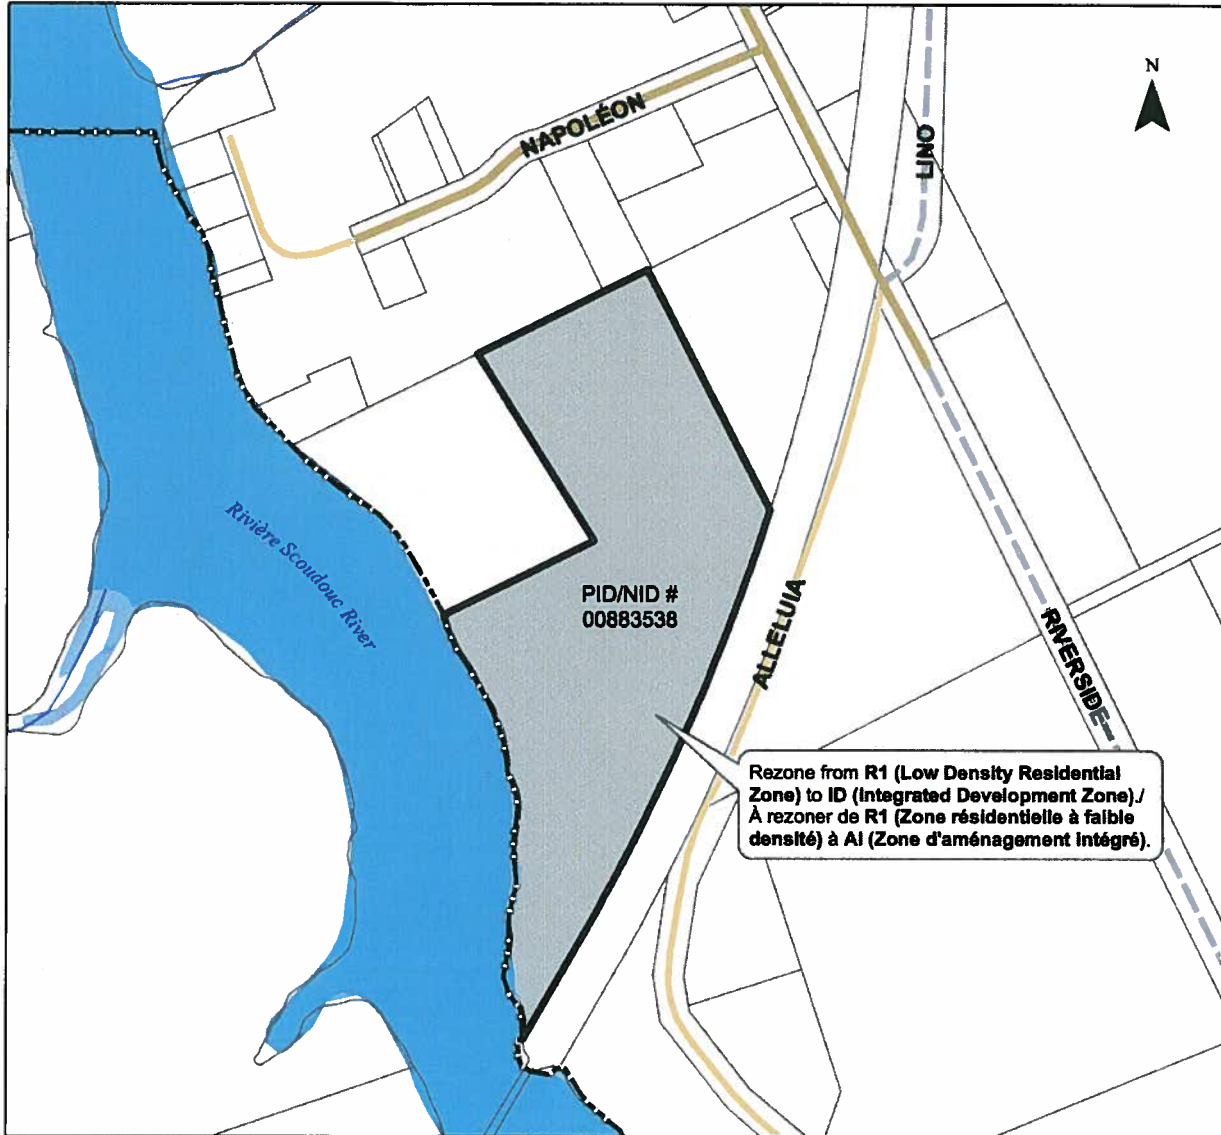 N
NAPOLÉON
LINO
Rivière Scoudouc River
PID/NID #
00883538
ALLELUIA
RIVERSIDE
Rezone from R1 (Low Density Residential
Zone) to ID (Integrated Development Zone)./
À rezoner de R1 (Zone résidentielle à faible
densité) à AI (Zone d'aménagement intégré).